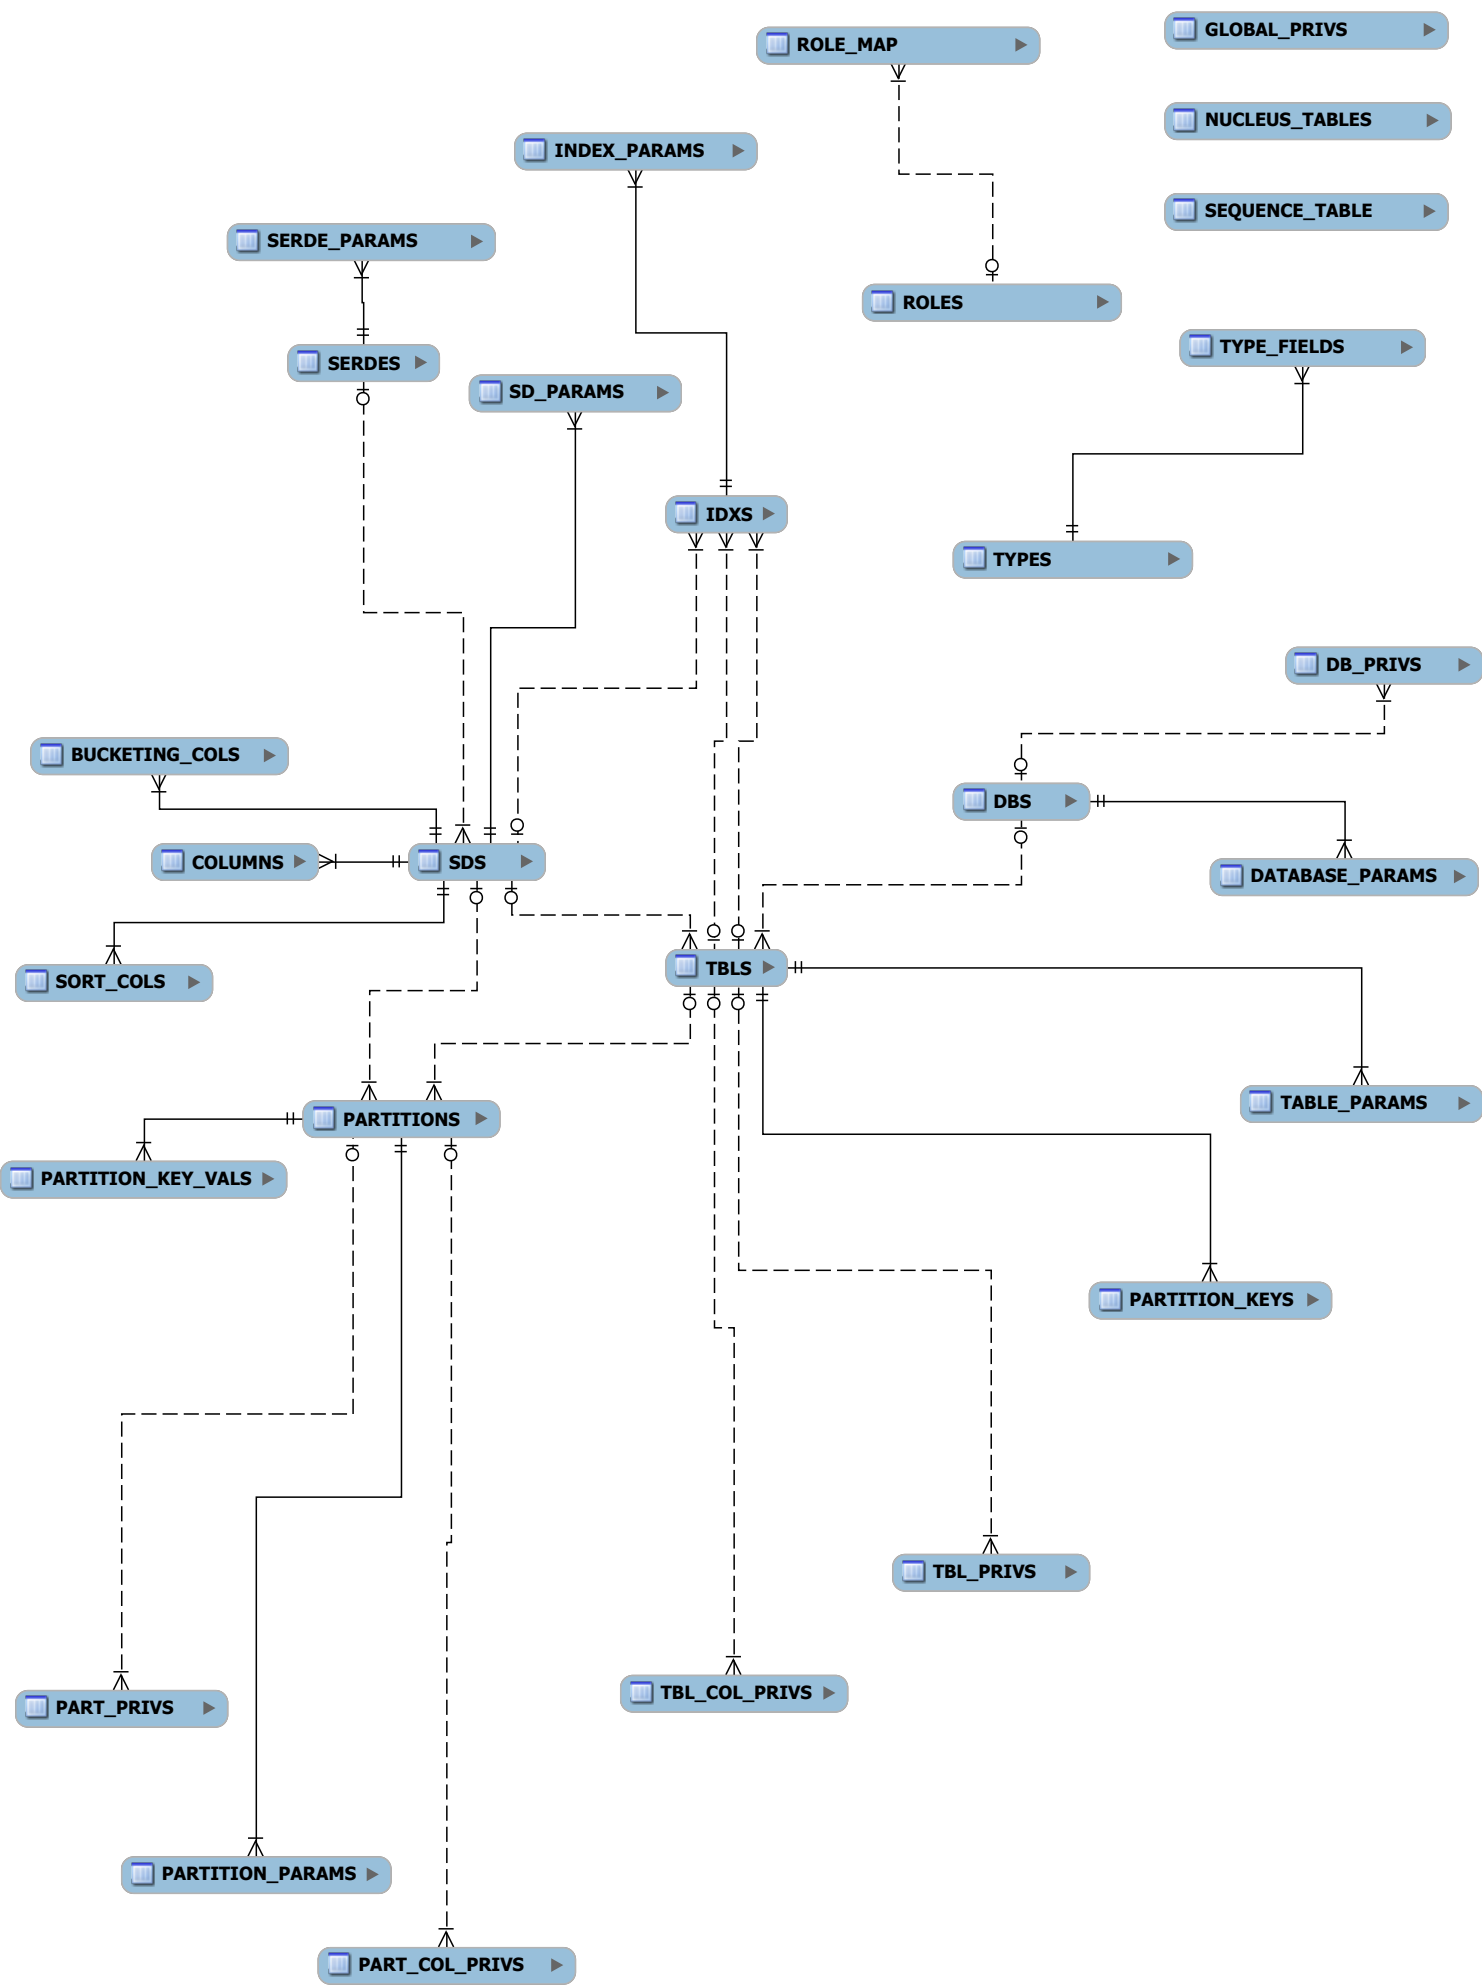 GLOBAL_PRIVS
ROLE_MAP
NUCLEUS_TABLES
INDEX_PARAMS
SEQUENCE_TABLE
SERDE_PARAMS
ROLES
TYPE_FIELDS
SERDES
SD_PARAMS
IDXS
TYPES
DB_PRIVS
BUCKETING_COLS
DBS
COLUMNS
SDS
DATABASE_PARAMS
TBLS
SORT_COLS
TABLE_PARAMS
PARTITIONS
PARTITION_KEY_VALS
PARTITION_KEYS
TBL_PRIVS
TBL_COL_PRIVS
PART_PRIVS
PARTITION_PARAMS
PART_COL_PRIVS